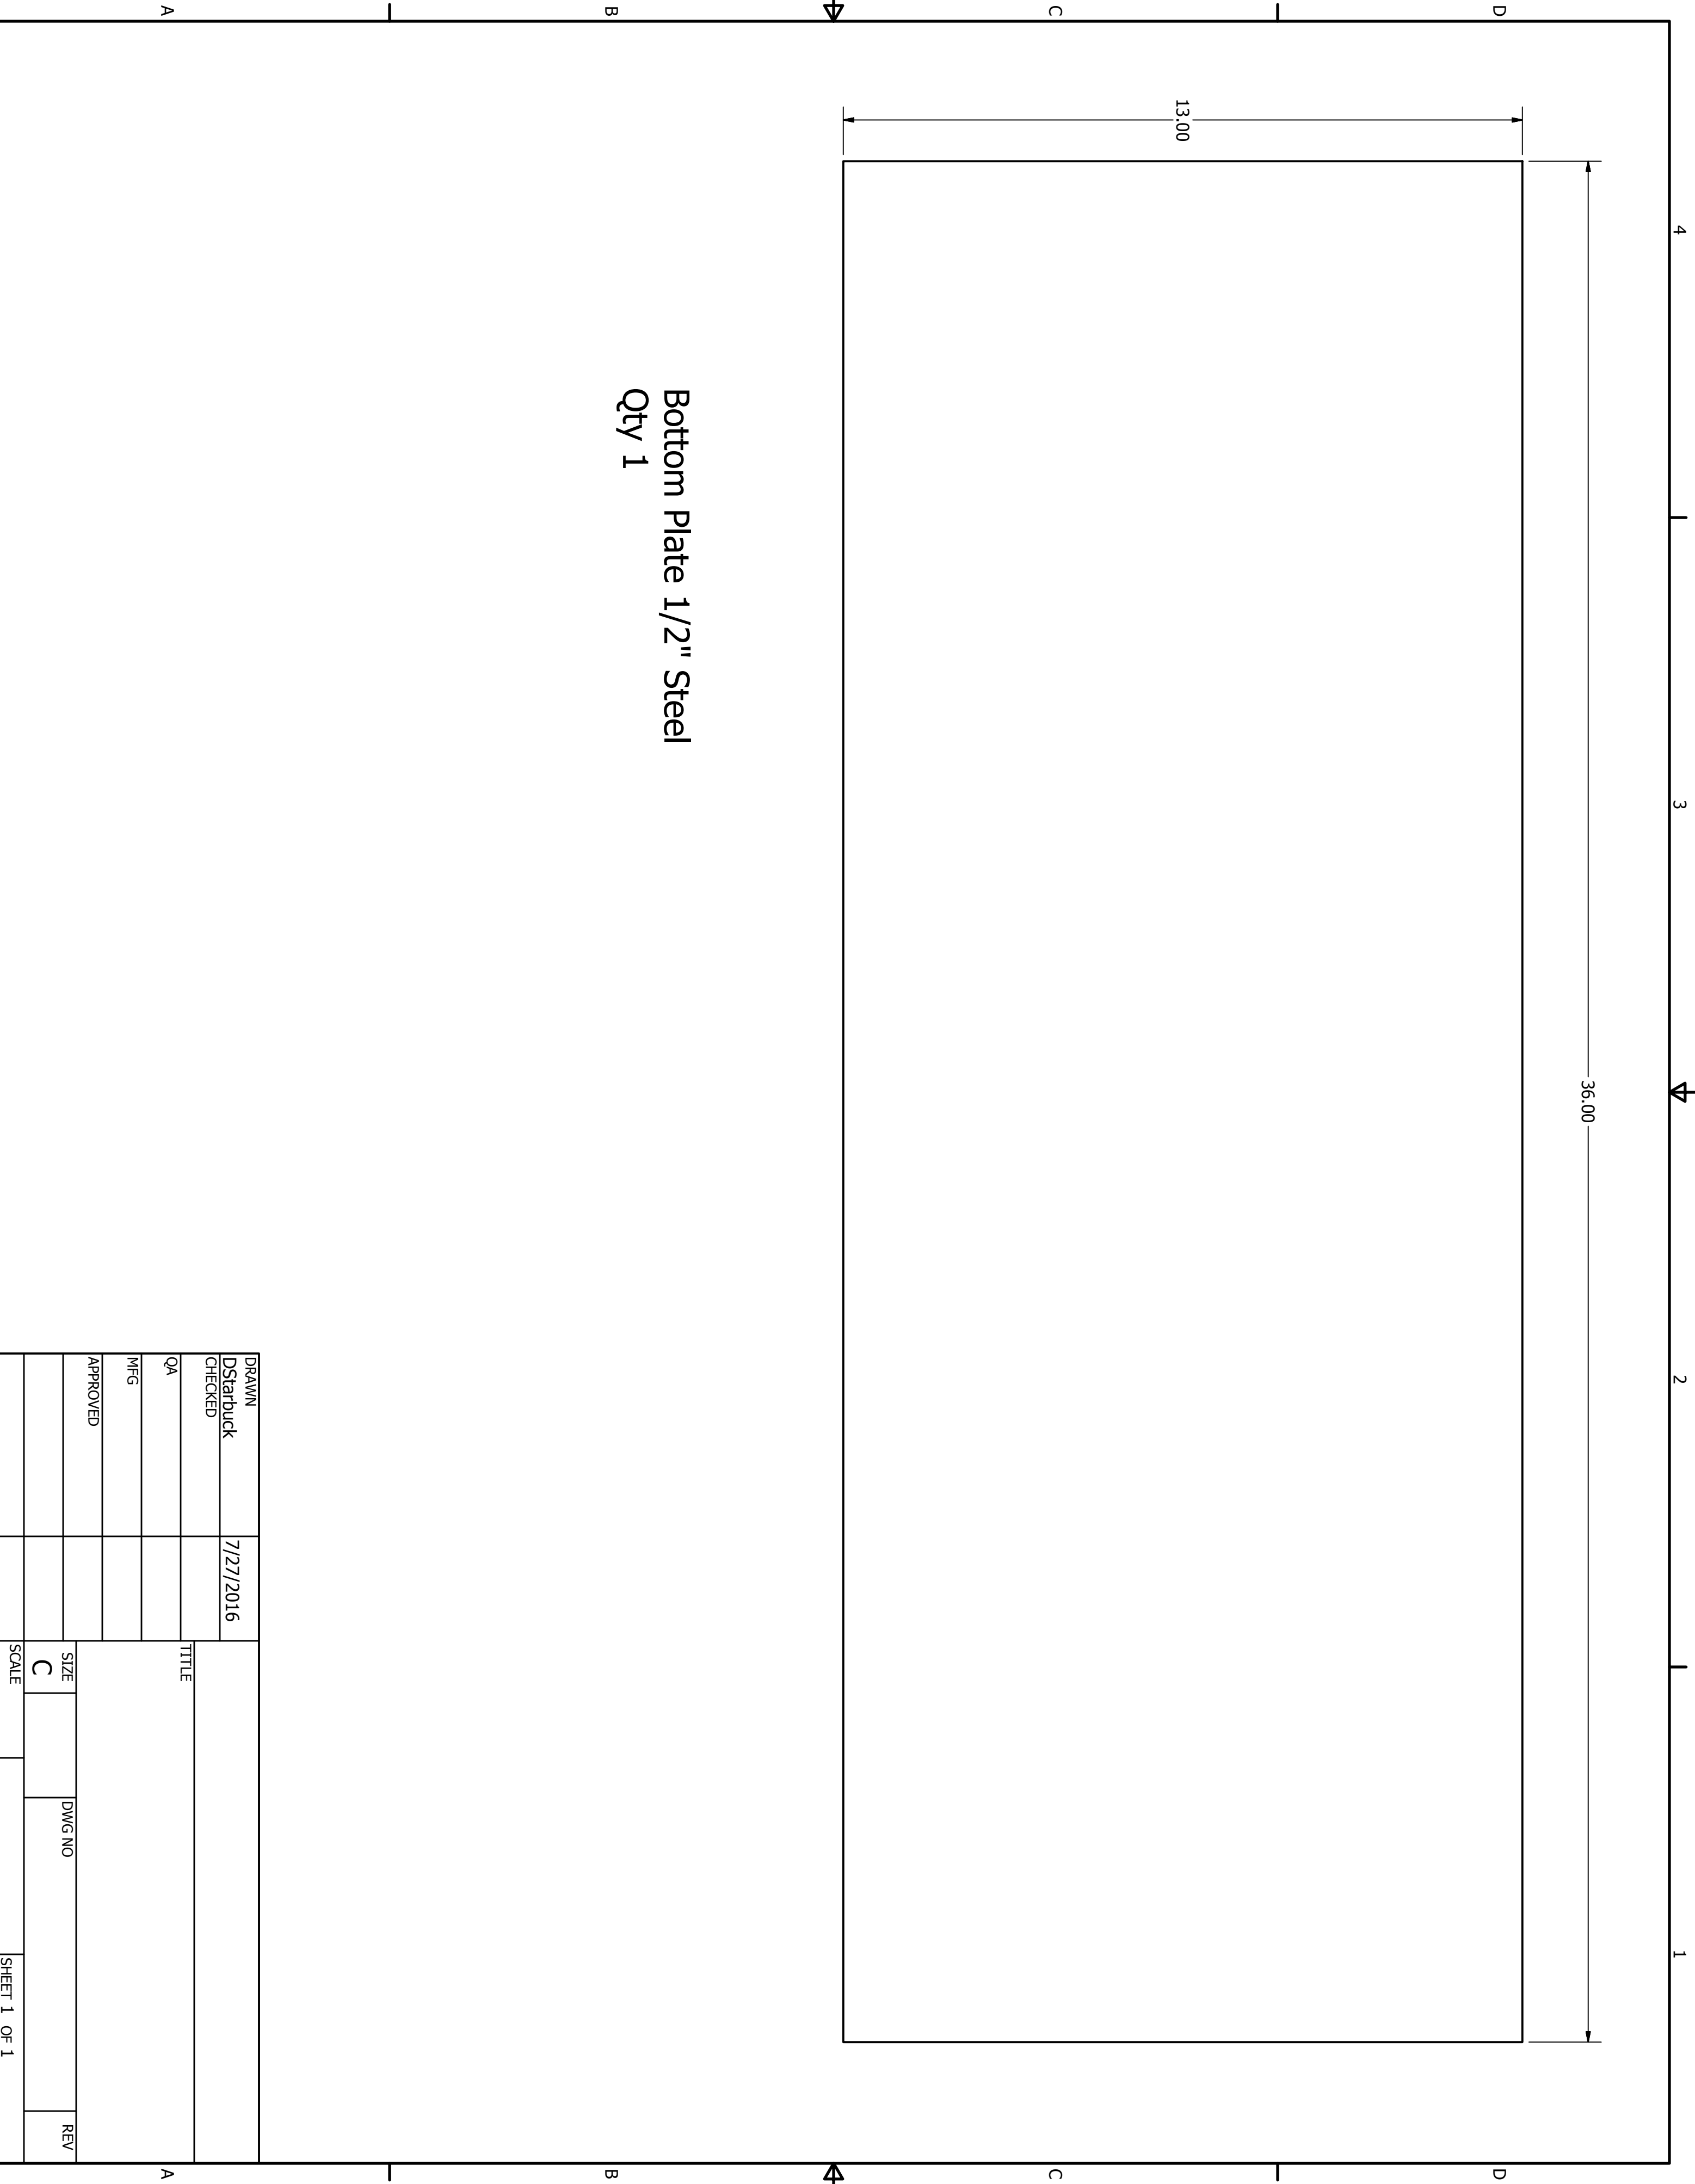 4
3
2
1
D
D
36.00
13.00
C
C
Bottom Plate 1/2" Steel
Qty 1
B
B
A
A
DRAWN
DStarbuck
7/27/2016
CHECKED
QA
MFG
APPROVED
TITLE
SIZE
C
DWG NO
REV
SCALE
SHEET 1 OF 1